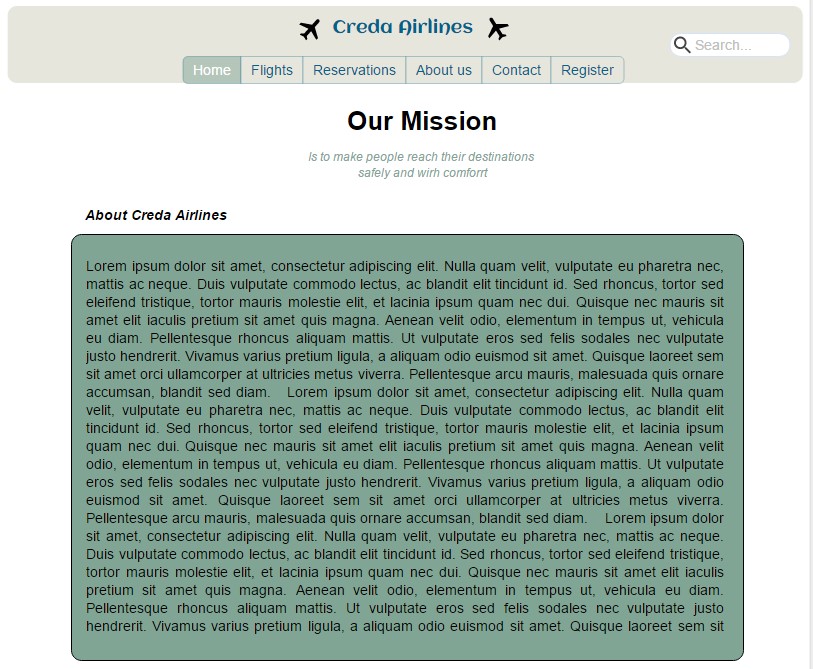 Creda Airlines
Search...
Home Flights Reservations About us Contact Register
Our Mission
Is to make people reach their destinations
safely and wirh comforrt
About Creda Airlines
Lorem ipsum dolor sit amet, consectetur adipiscing elit. Nulla quam velit, vulputate eu pharetra nec,
mattis ac neque. Duis vulputate commodo lectus, ac blandit elit tincidunt id. Sed rhoncus, tortor sed
eleifend tristique, tortor mauris molestie elit, et lacinia ipsum quam nec dui. Quisque nec mauris sit
amet elit iaculis pretium sit amet quis magna. Aenean velit odio, elementum in tempus ut, vehicula
eu diam. Pellentesque rhoncus aliquam mattis. Ut vulputate eros sed felis sodales nec vulputate
justo hendrerit. Vivamus varius pretium ligula, a aliquam odio euismod sit amet. Quisque laoreet sem
sit amet orci ullamcorper at ultricies metus viverra. Pellentesque arcu mauris, malesuada quis ornare
accumsan, blandit sed diam. Lorem ipsum dolor sit amet, consectetur adipiscing elit. Nulla quam
velit, vulputate eu pharetra nec, mattis ac neque. Duis vulputate commodo lectus, ac blandit elit
tincidunt id. Sed rhoncus, tortor sed eleifend tristique, tortor mauris molestie elit, et lacinia ipsum
quam nec dui. Quisque nec mauris sit amet elit iaculis pretium sit amet quis magna. Aenean velit
odio, elementum in tempus ut, vehicula eu diam. Pellentesque rhoncus aliquam mattis. Ut vulputate
eros sed felis sodales nec vulputate justo hendrerit. Vivamus varius pretium ligula, a aliquam odio
euismod sit amet. Quisque laoreet sem sit amet orci ullamcorper at ultricies metus viverra.
Pellentesque arcu mauris, malesuada quis ornare accumsan, blandit sed diam. Lorem ipsum dolor
sit amet, consectetur adipiscing elit. Nulla quam velit, vulputate eu pharetra nec, mattis ac neque.
Duis vulputate commodo lectus, ac blandit elit tincidunt id. Sed rhoncus, tortor sed eleifend tristique,
tortor mauris molestie elit, et lacinia ipsum quam nec dui. Quisque nec mauris sit amet elit iaculis
pretium sit amet quis magna. Aenean velit odio, elementum in tempus ut, vehicula eu diam.
Pellentesque rhoncus aliquam mattis. Ut vulputate eros sed felis sodales nec vulputate justo
hendrerit. Vivamus varius pretium ligula, a aliquam odio euismod sit amet. Quisque laoreet sem sit